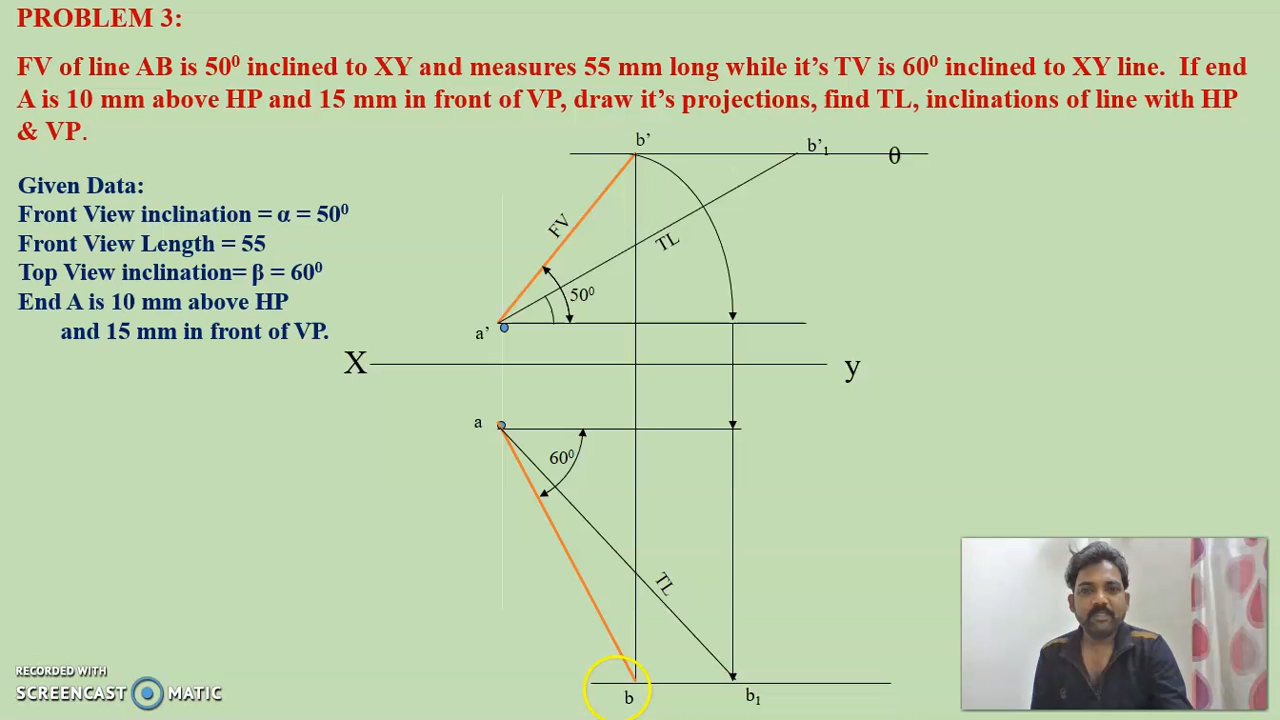 PROBLEM 3:
FV of line AB is 50⁰ inclined to XY and measures 55 mm long while it's TV is 60⁰ inclined to XY line. If end
A is 10 mm above HP and 15 mm in front of VP, draw it's projections, find TL, inclinations of line with HP
& VP.
Given Data:
Front View inclination = α = 50⁰
Front View Length = 55
Top View inclination= β = 60⁰
End A is 10 mm above HP
and 15 mm in front of VP.
b'
b'₁
θ
FV
TL
50⁰
a'
X
y
a
60⁰
TL
b
b₁
RECORDED WITH
SCREENCAST MATIC